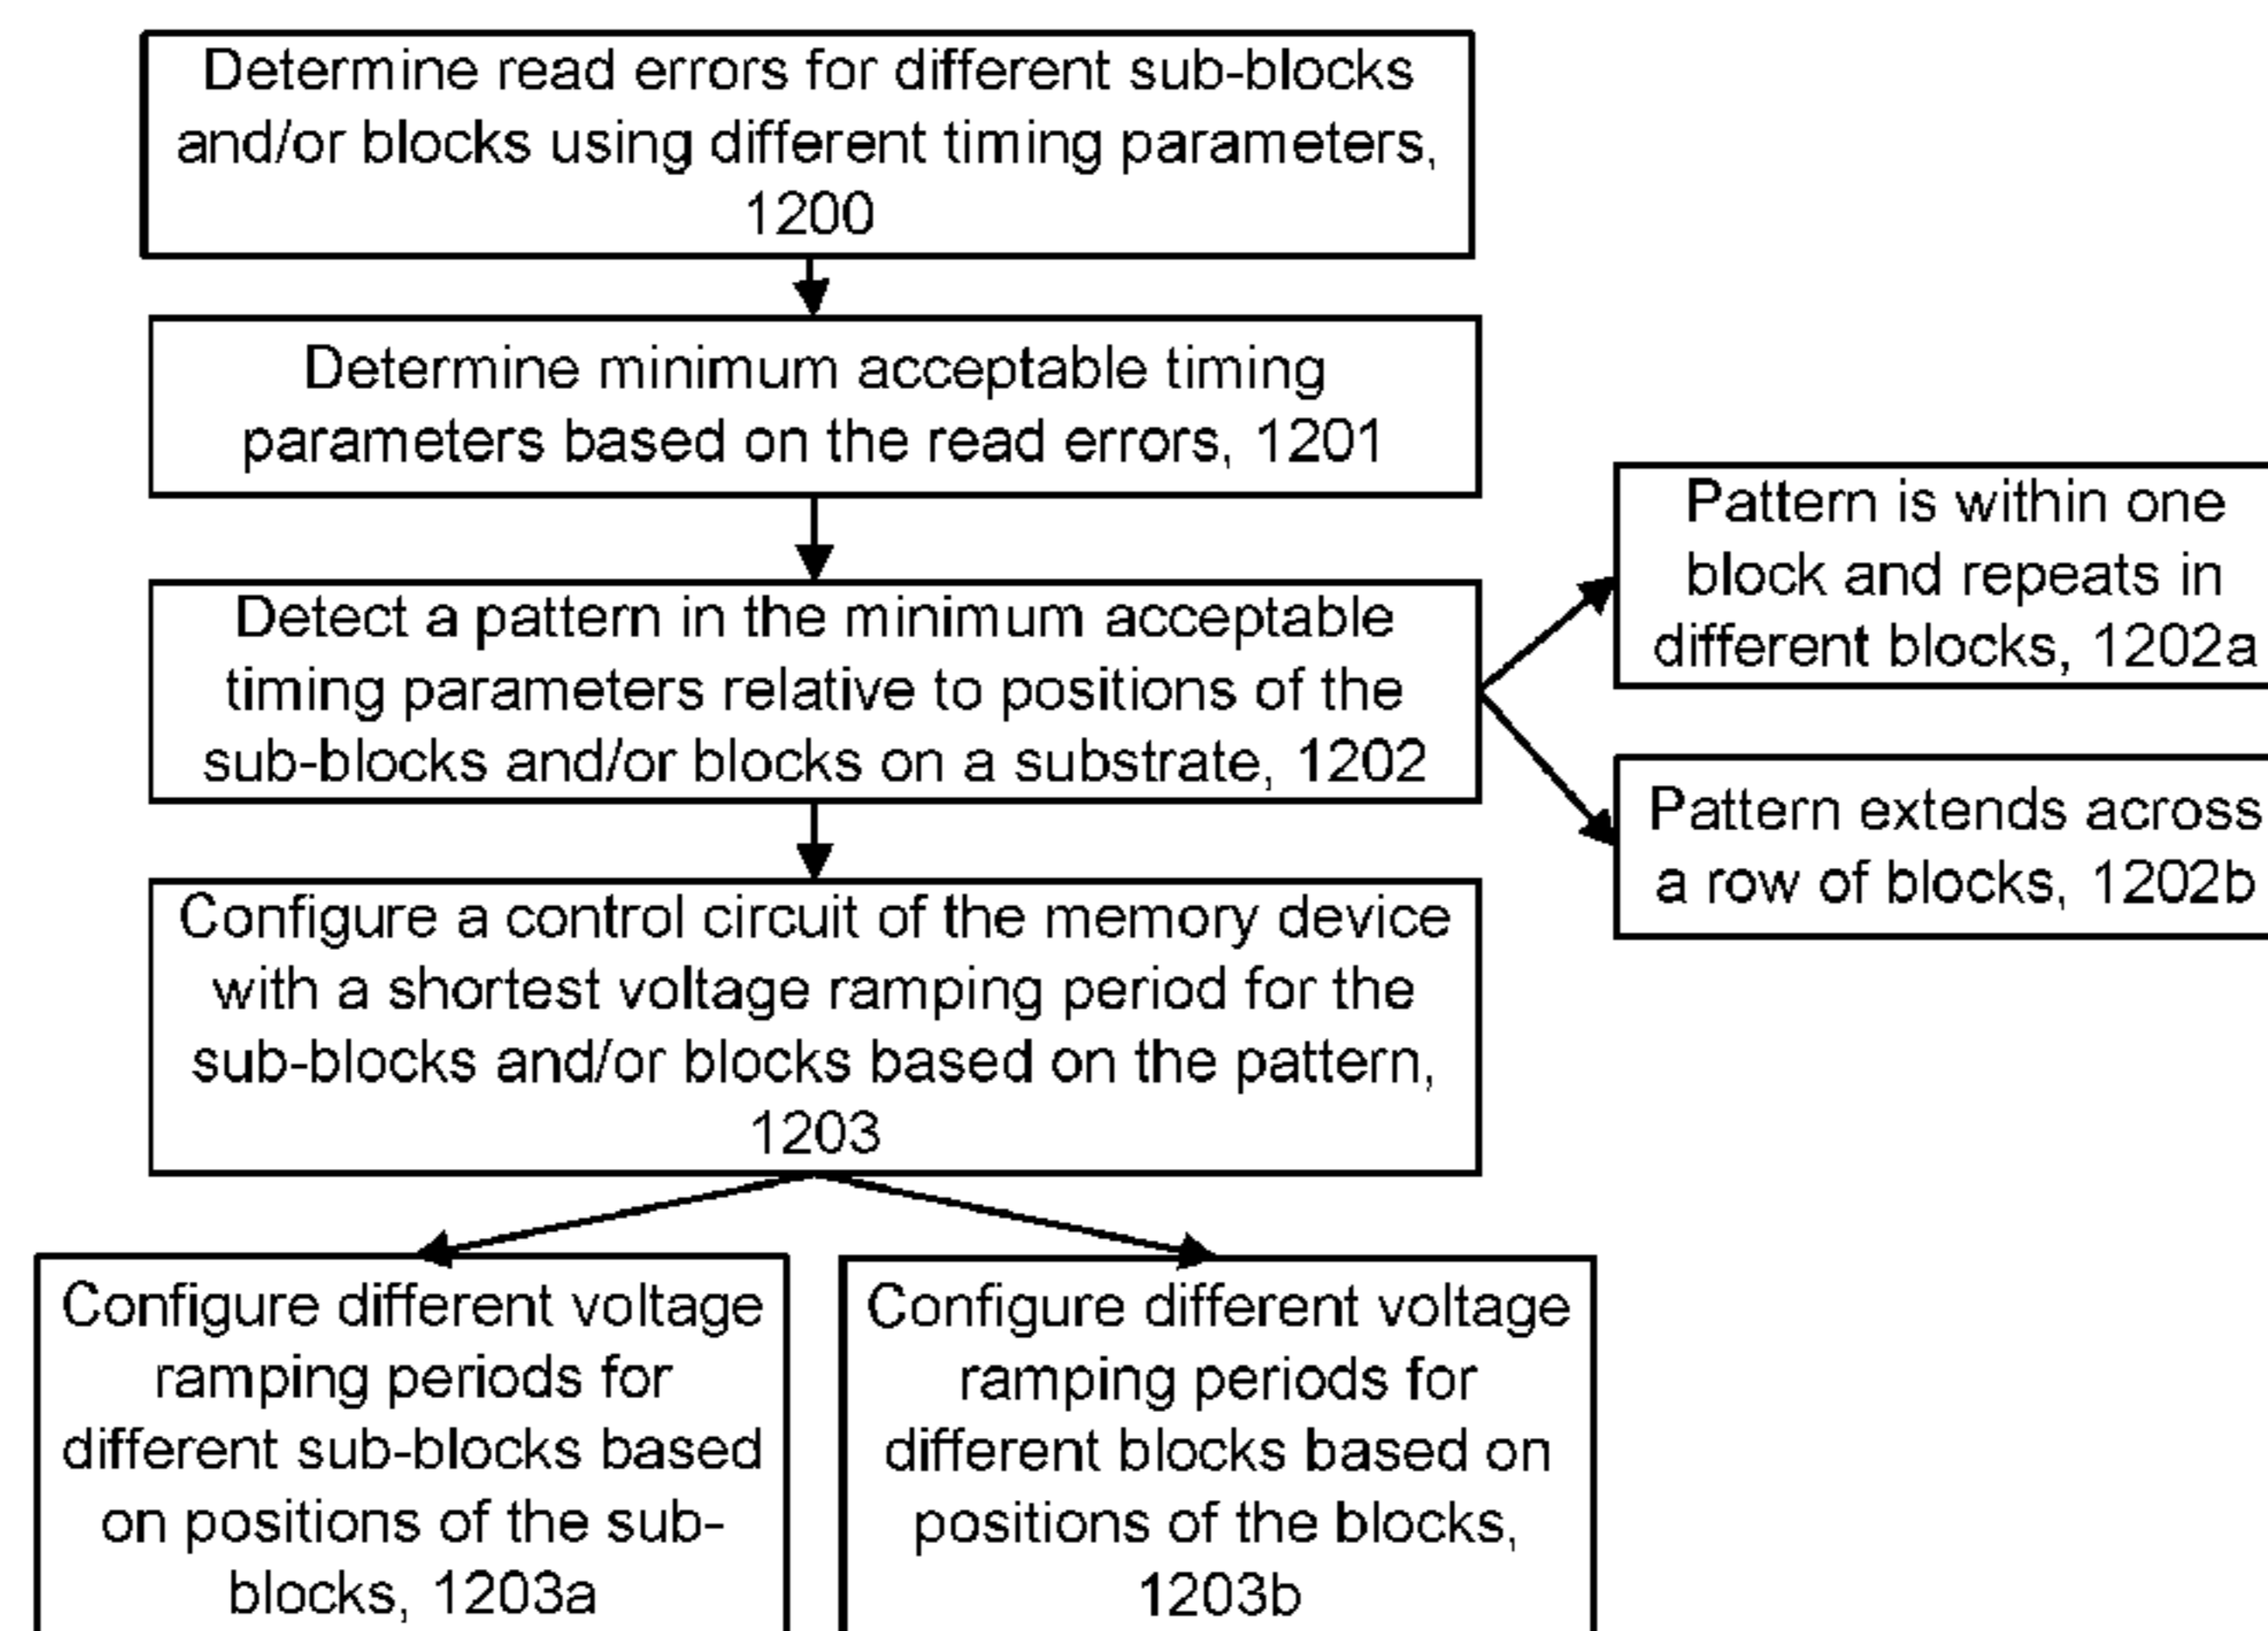 Determine read errors for different sub-blocks
and/or blocks using different timing parameters,
1200
Determine minimum acceptable timing
parameters based on the read errors, 1201
Detect a pattern in the minimum acceptable
timing parameters relative to positions of the
sub-blocks and/or blocks on a substrate, 1202
Pattern is within one
block and repeats in
different blocks, 1202a
Pattern extends across
a row of blocks, 1202b
Configure a control circuit of the memory device
with a shortest voltage ramping period for the
sub-blocks and/or blocks based on the pattern,
1203
Configure different voltage
ramping periods for
different sub-blocks based
on positions of the sub-
blocks, 1203a
Configure different voltage
ramping periods for
different blocks based on
positions of the blocks,
1203b